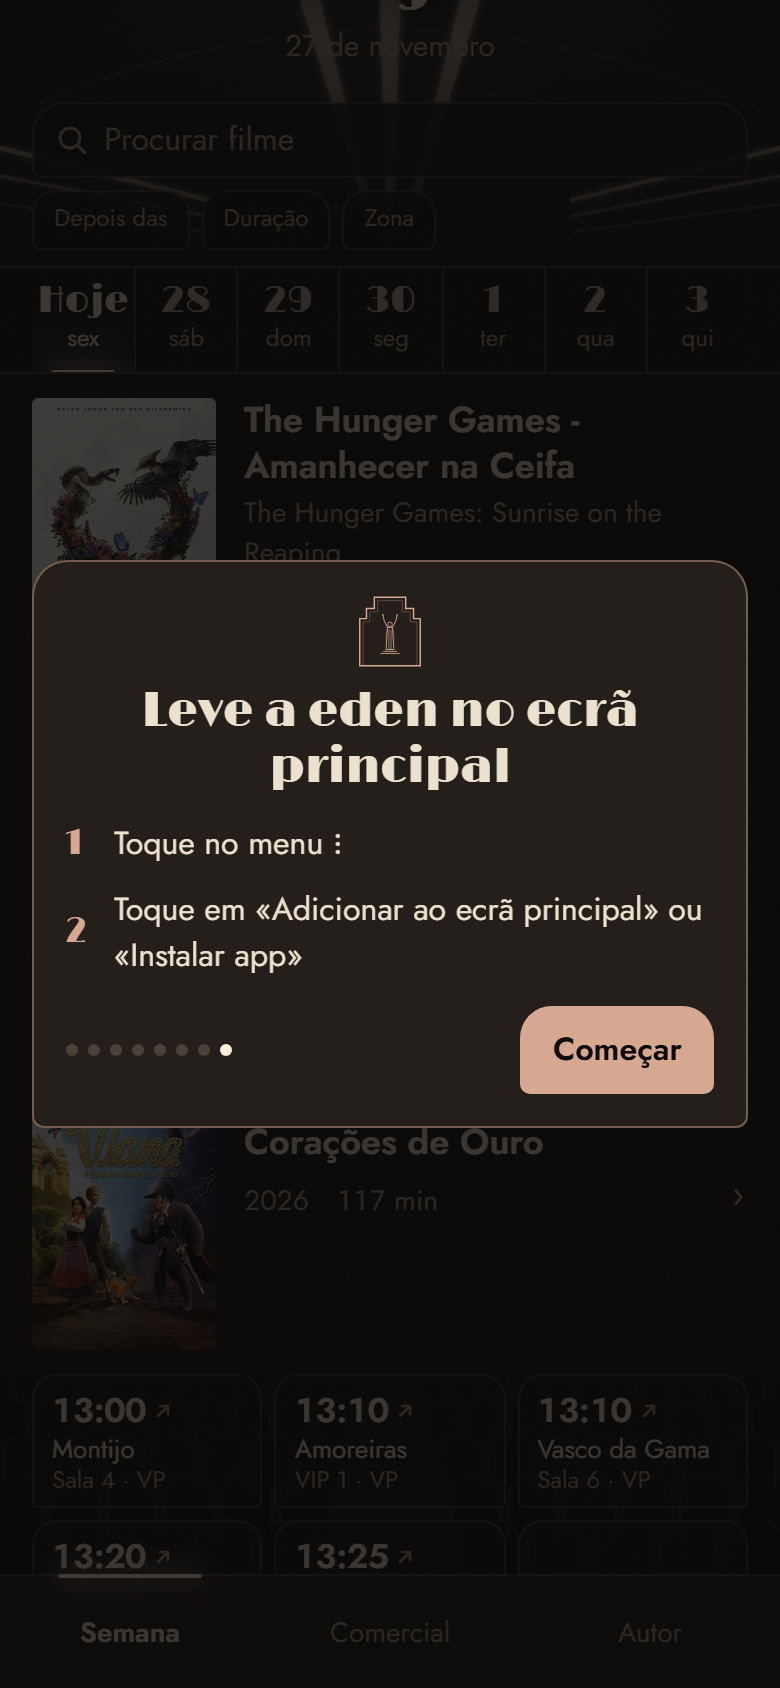 27 de novembro
Procurar filme
Depois das
Duração
Zona
Hoje 28 29 30 1 2 3
sex sáb dom seg ter qua qui
The Hunger Games -
Amanhecer na Ceifa
The Hunger Games: Sunrise on the
Reaping
Leve a eden no ecrã
principal
1 Toque no menu ⋮
2 Toque em «Adicionar ao ecrã principal» ou
«Instalar app»
Começar
Corações de Ouro
2026 117 min
13:00 13:10 13:10
Montijo Amoreiras Vasco da Gama
Sala 4 · VP VIP 1 · VP Sala 6 · VP
13:20 13:25
Semana Comercial Autor